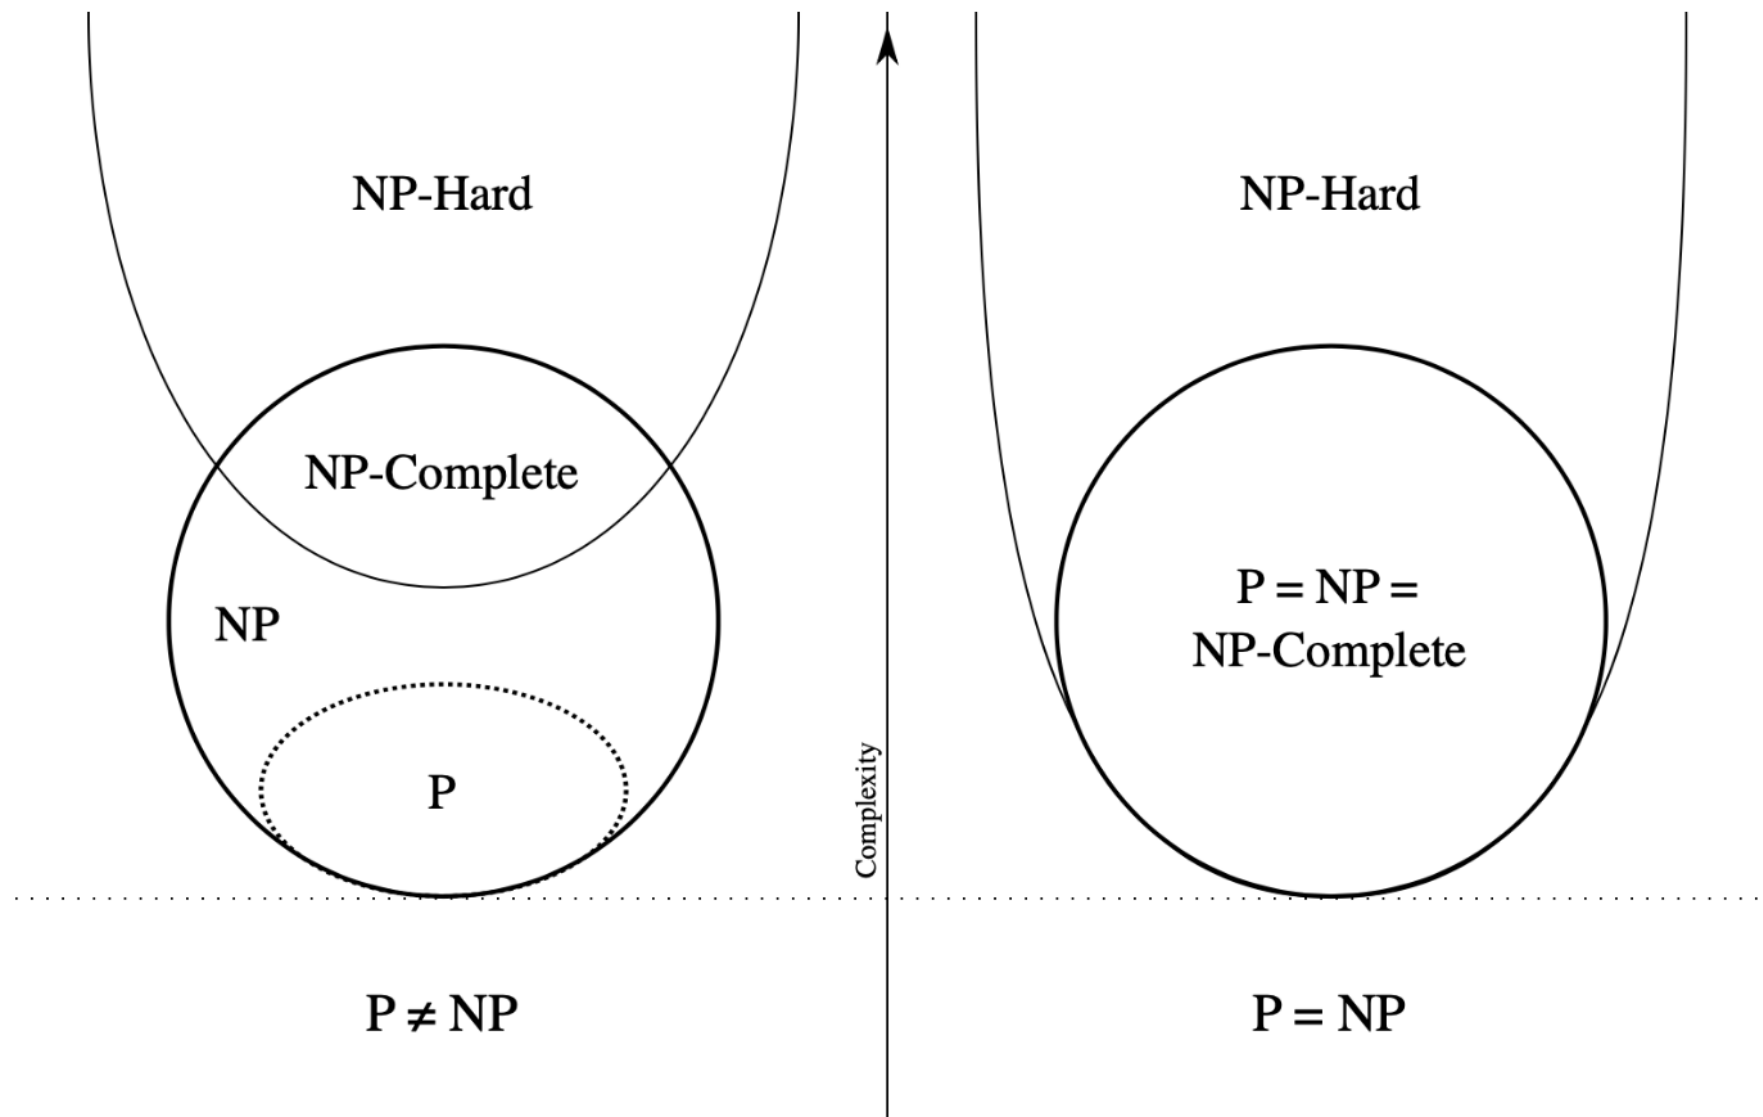 NP-Hard
NP-Complete
NP
P
P ≠ NP
Complexity
NP-Hard
P = NP =
NP-Complete
P = NP